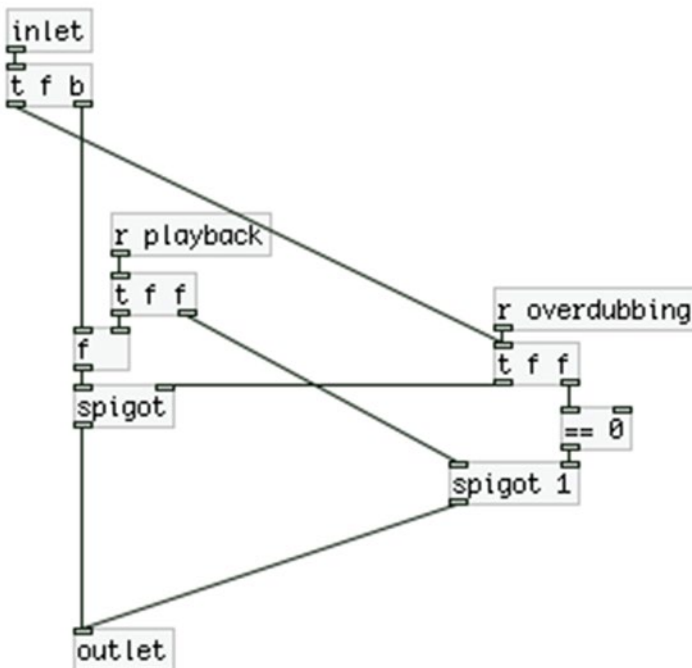 inlet
t f b
r playback
t f f
r overdubbing
f
t f f
spigot
== 0
spigot 1
outlet